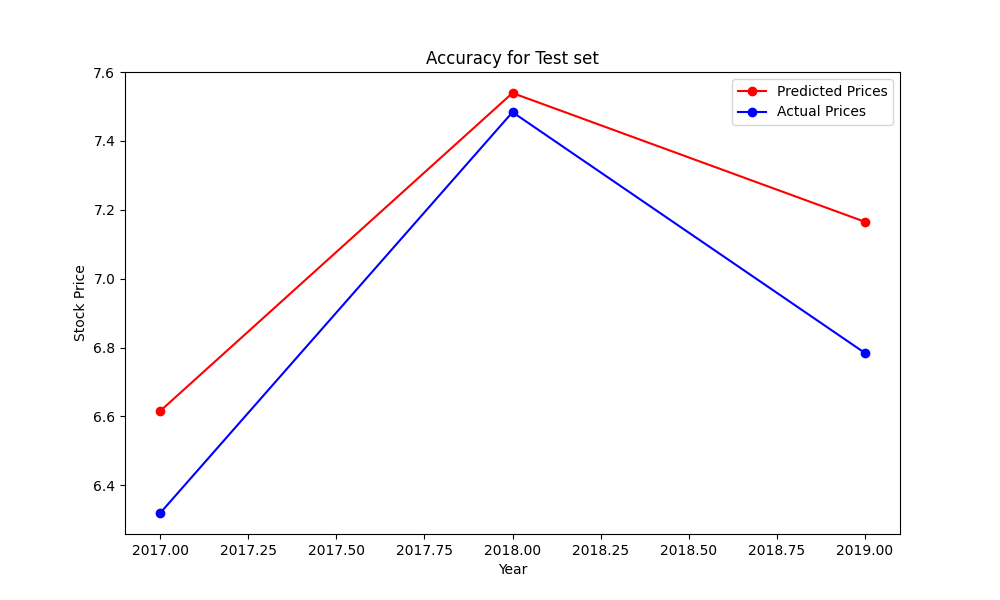 Accuracy for Test set
Predicted Prices
Actual Prices
7.6
7.4
7.2
7.0
6.8
6.6
6.4
Stock Price
2017.00 2017.25 2017.50 2017.75 2018.00 2018.25 2018.50 2018.75 2019.00
Year